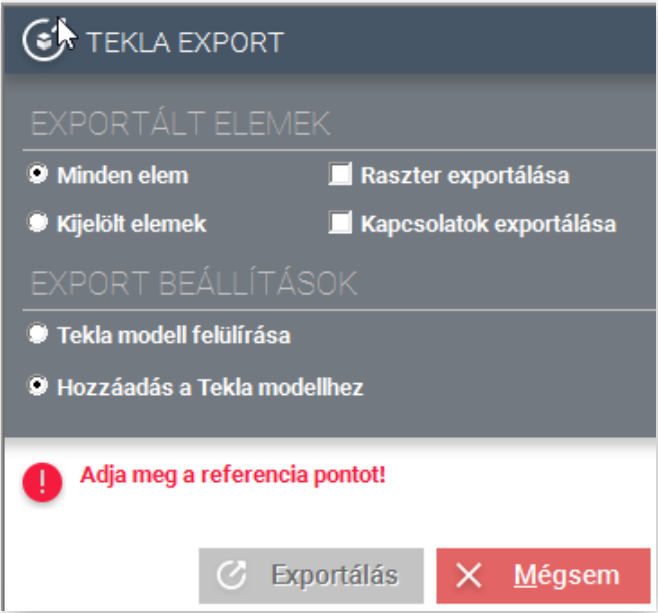 TEKLA EXPORT
EXPORTÁLT ELEMEK
Minden elem Raszter exportálása
Kijelölt elemek Kapcsolatok exportálása
EXPORT BEÁLLÍTÁSOK
Tekla modell felülírása
Hozzáadás a Tekla modellhez
Adja meg a referencia pontot!
Exportálás Mégsem